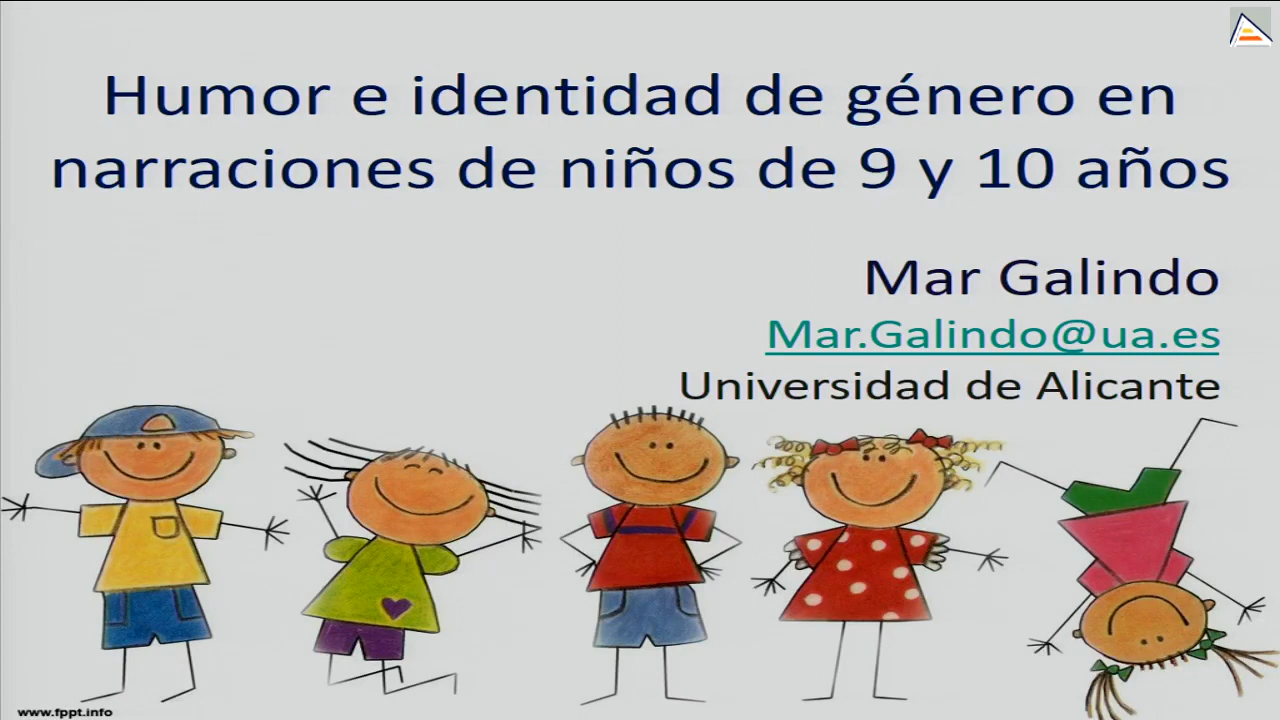 Humor e identidad de género en
narraciones de niños de 9 y 10 años
Mar Galindo
Mar.Galindo@ua.es
Universidad de Alicante
www.fppt.info